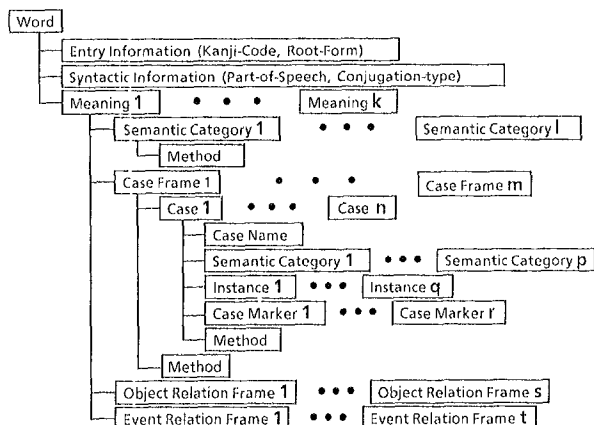 Word
Entry Information (Kanji-Code, Root-Form)
Syntactic Information (Part-of-Speech, Conjugation-type)
Meaning 1 • • • Meaning k
Semantic Category 1 • • • Semantic Category l
Method
Case Frame 1 • • • Case Frame m
Case 1 • • • Case n
Case Name
Semantic Category 1 • • • Semantic Category p
Instance 1 • • • Instance q
Case Marker 1 • • • Case Marker r
Method
Method
Object Relation Frame 1 • • • Object Relation Frame s
Event Relation Frame 1 • • • Event Relation Frame t